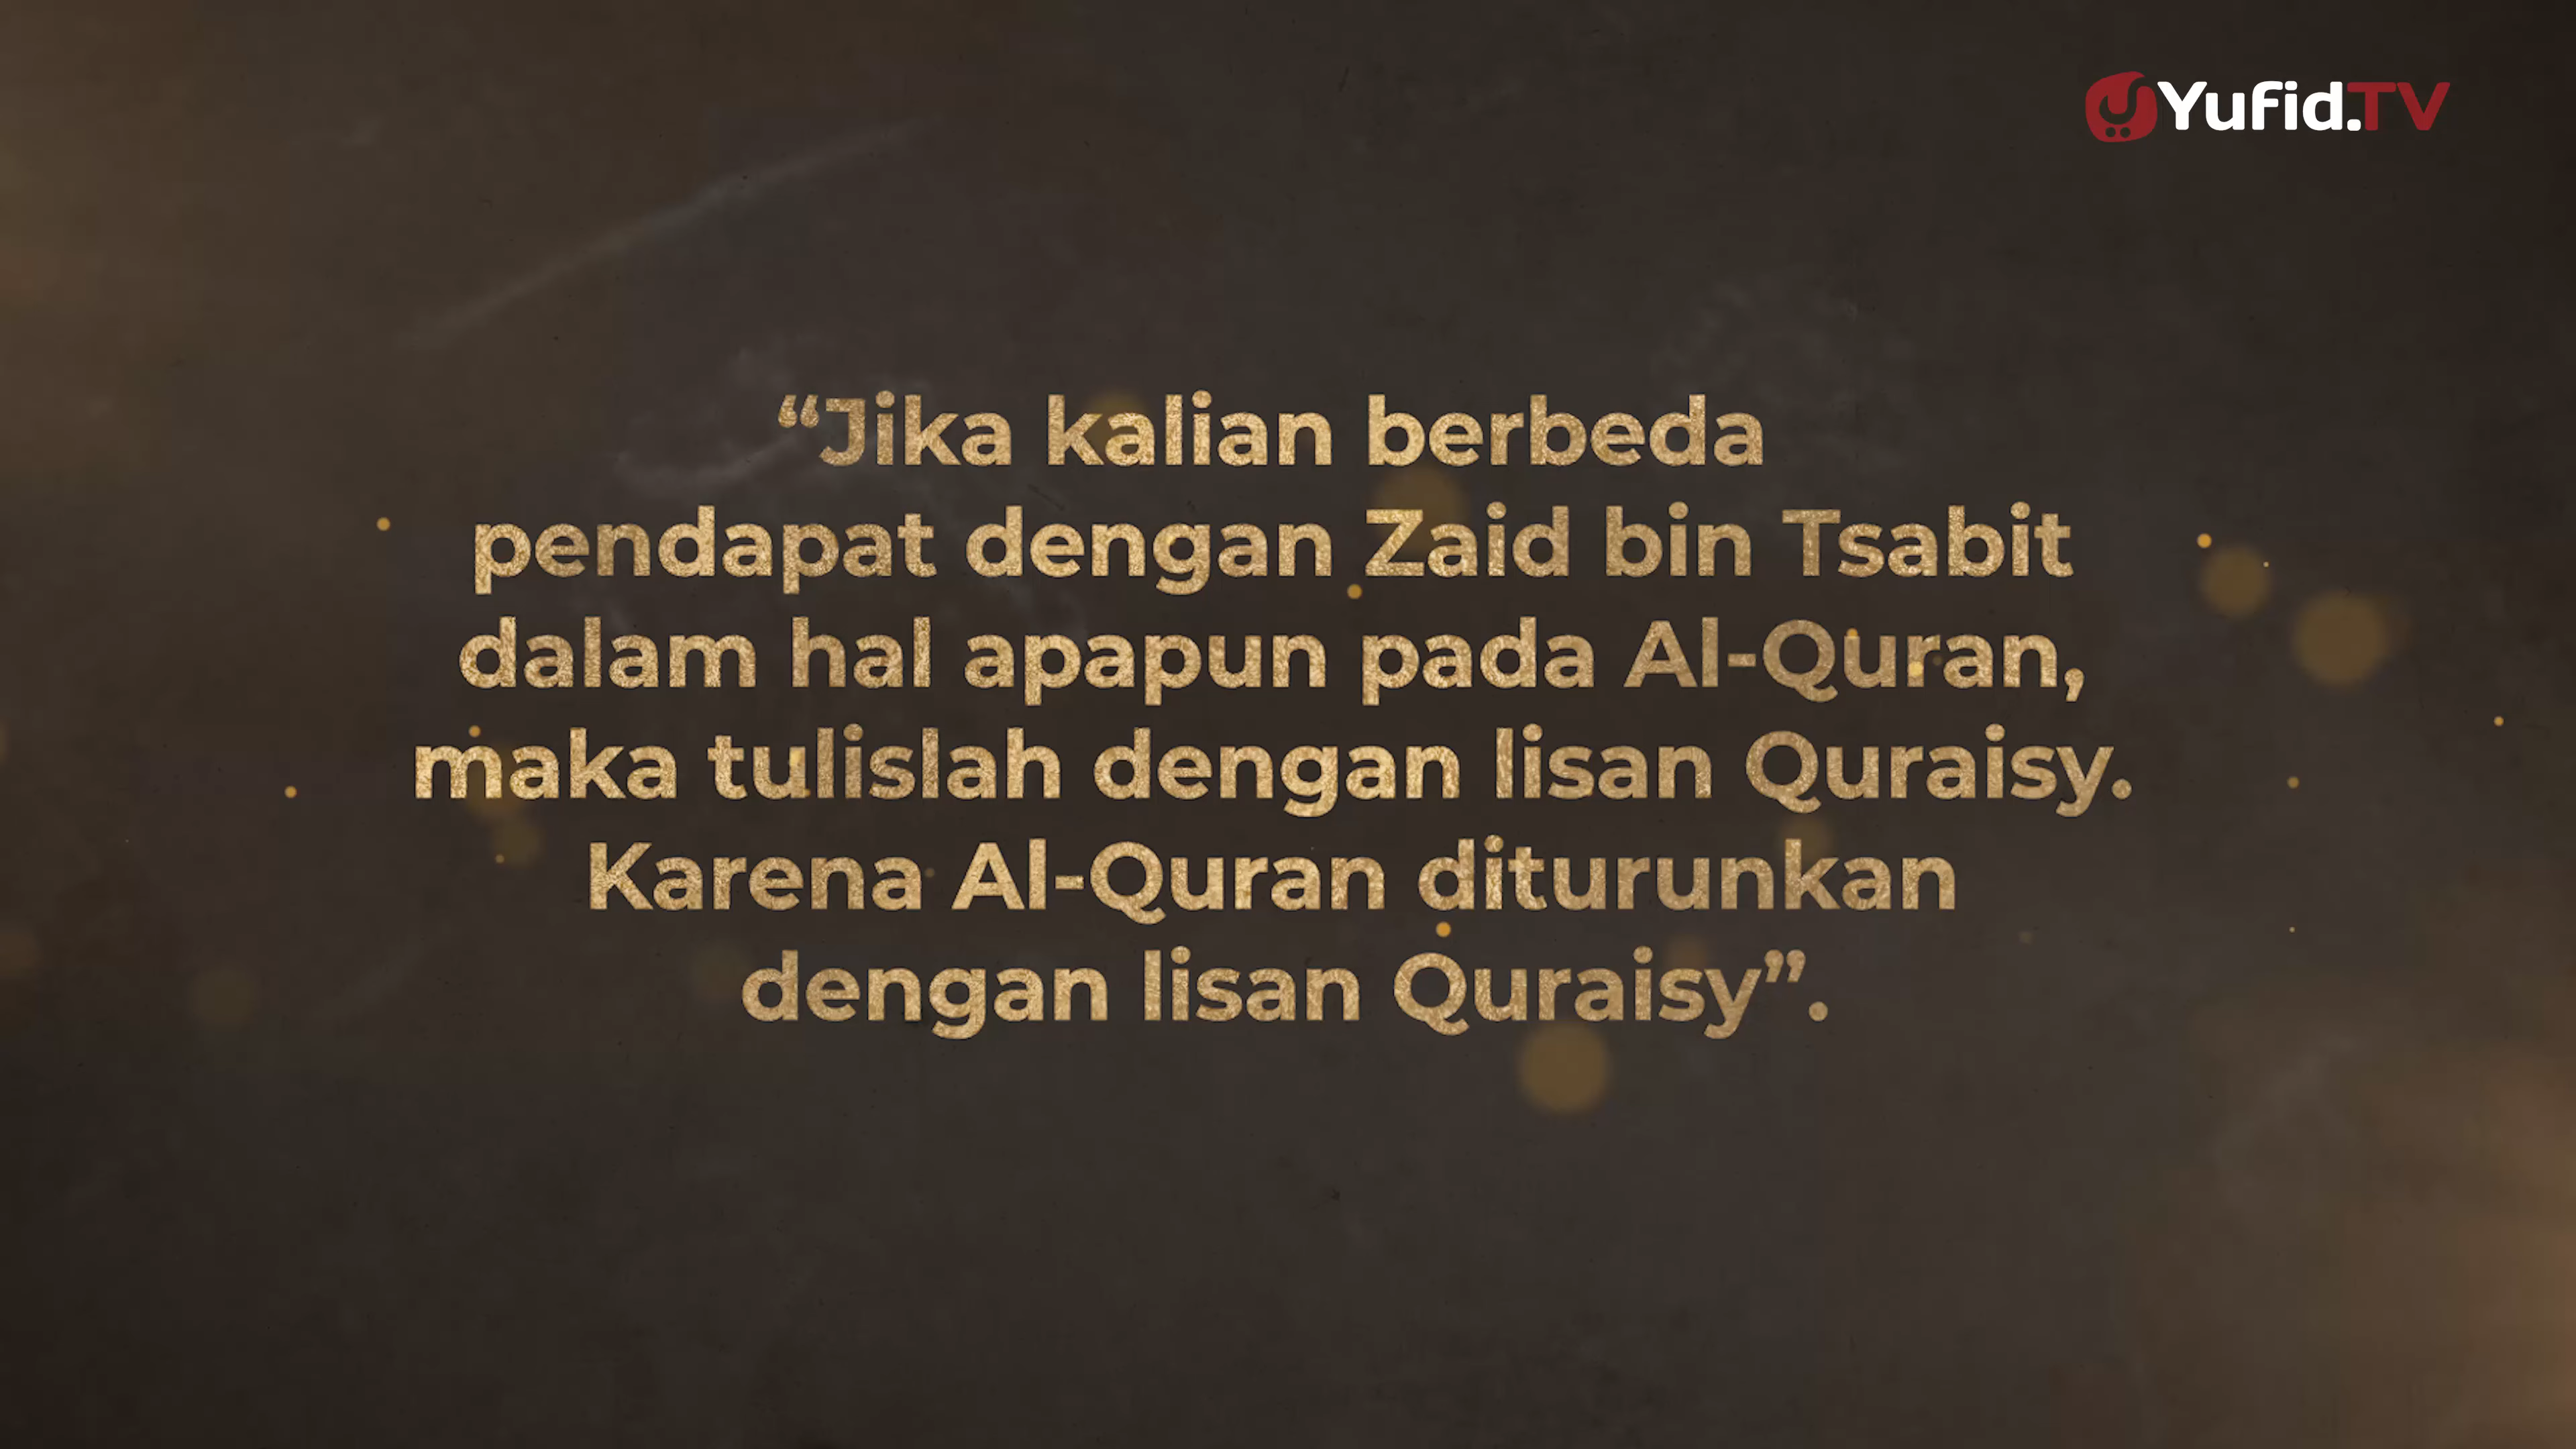 Yufid.TV
“Jika kalian berbeda
pendapat dengan Zaid bin Tsabit
dalam hal apapun pada Al-Quran,
maka tulislah dengan lisan Quraisy.
Karena Al-Quran diturunkan
dengan lisan Quraisy”.